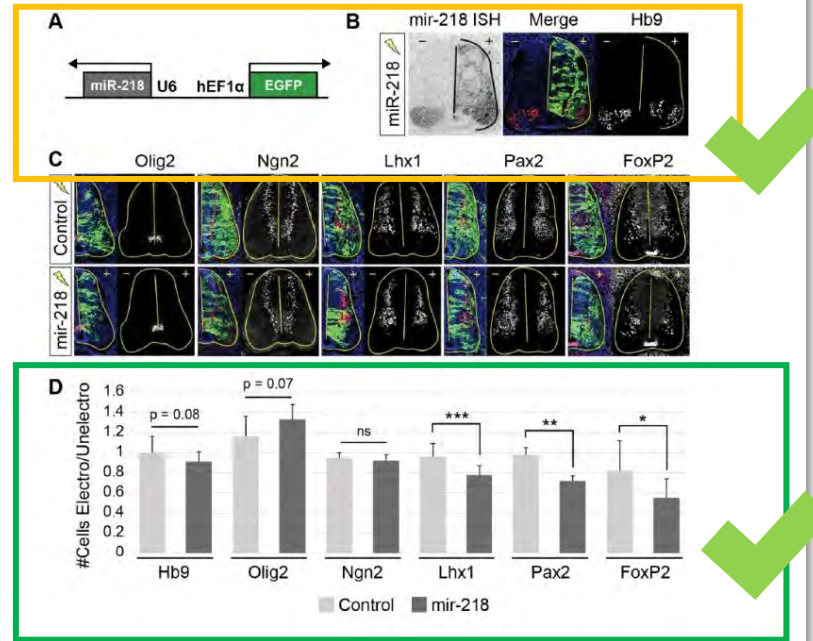 A
miR-218 U6 hEF1α EGFP
B
mir-218 ISH Merge Hb9
miR-218
- + - + - +
C
Olig2 Ngn2 Lhx1 Pax2 FoxP2
Control
+ - + + - + + - + + - + + - +
mir-218
+ - + + - + + - + + - + + - +
D
#Cells Electro/Unelectro
1.6
1.4
1.2
1
0.8
0.6
0.4
0.2
0
p = 0.08
p = 0.07
ns
***
**
*
Hb9 Olig2 Ngn2 Lhx1 Pax2 FoxP2
Control mir-218